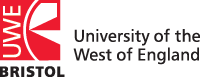 UWE
BRISTOL
University of the
West of England